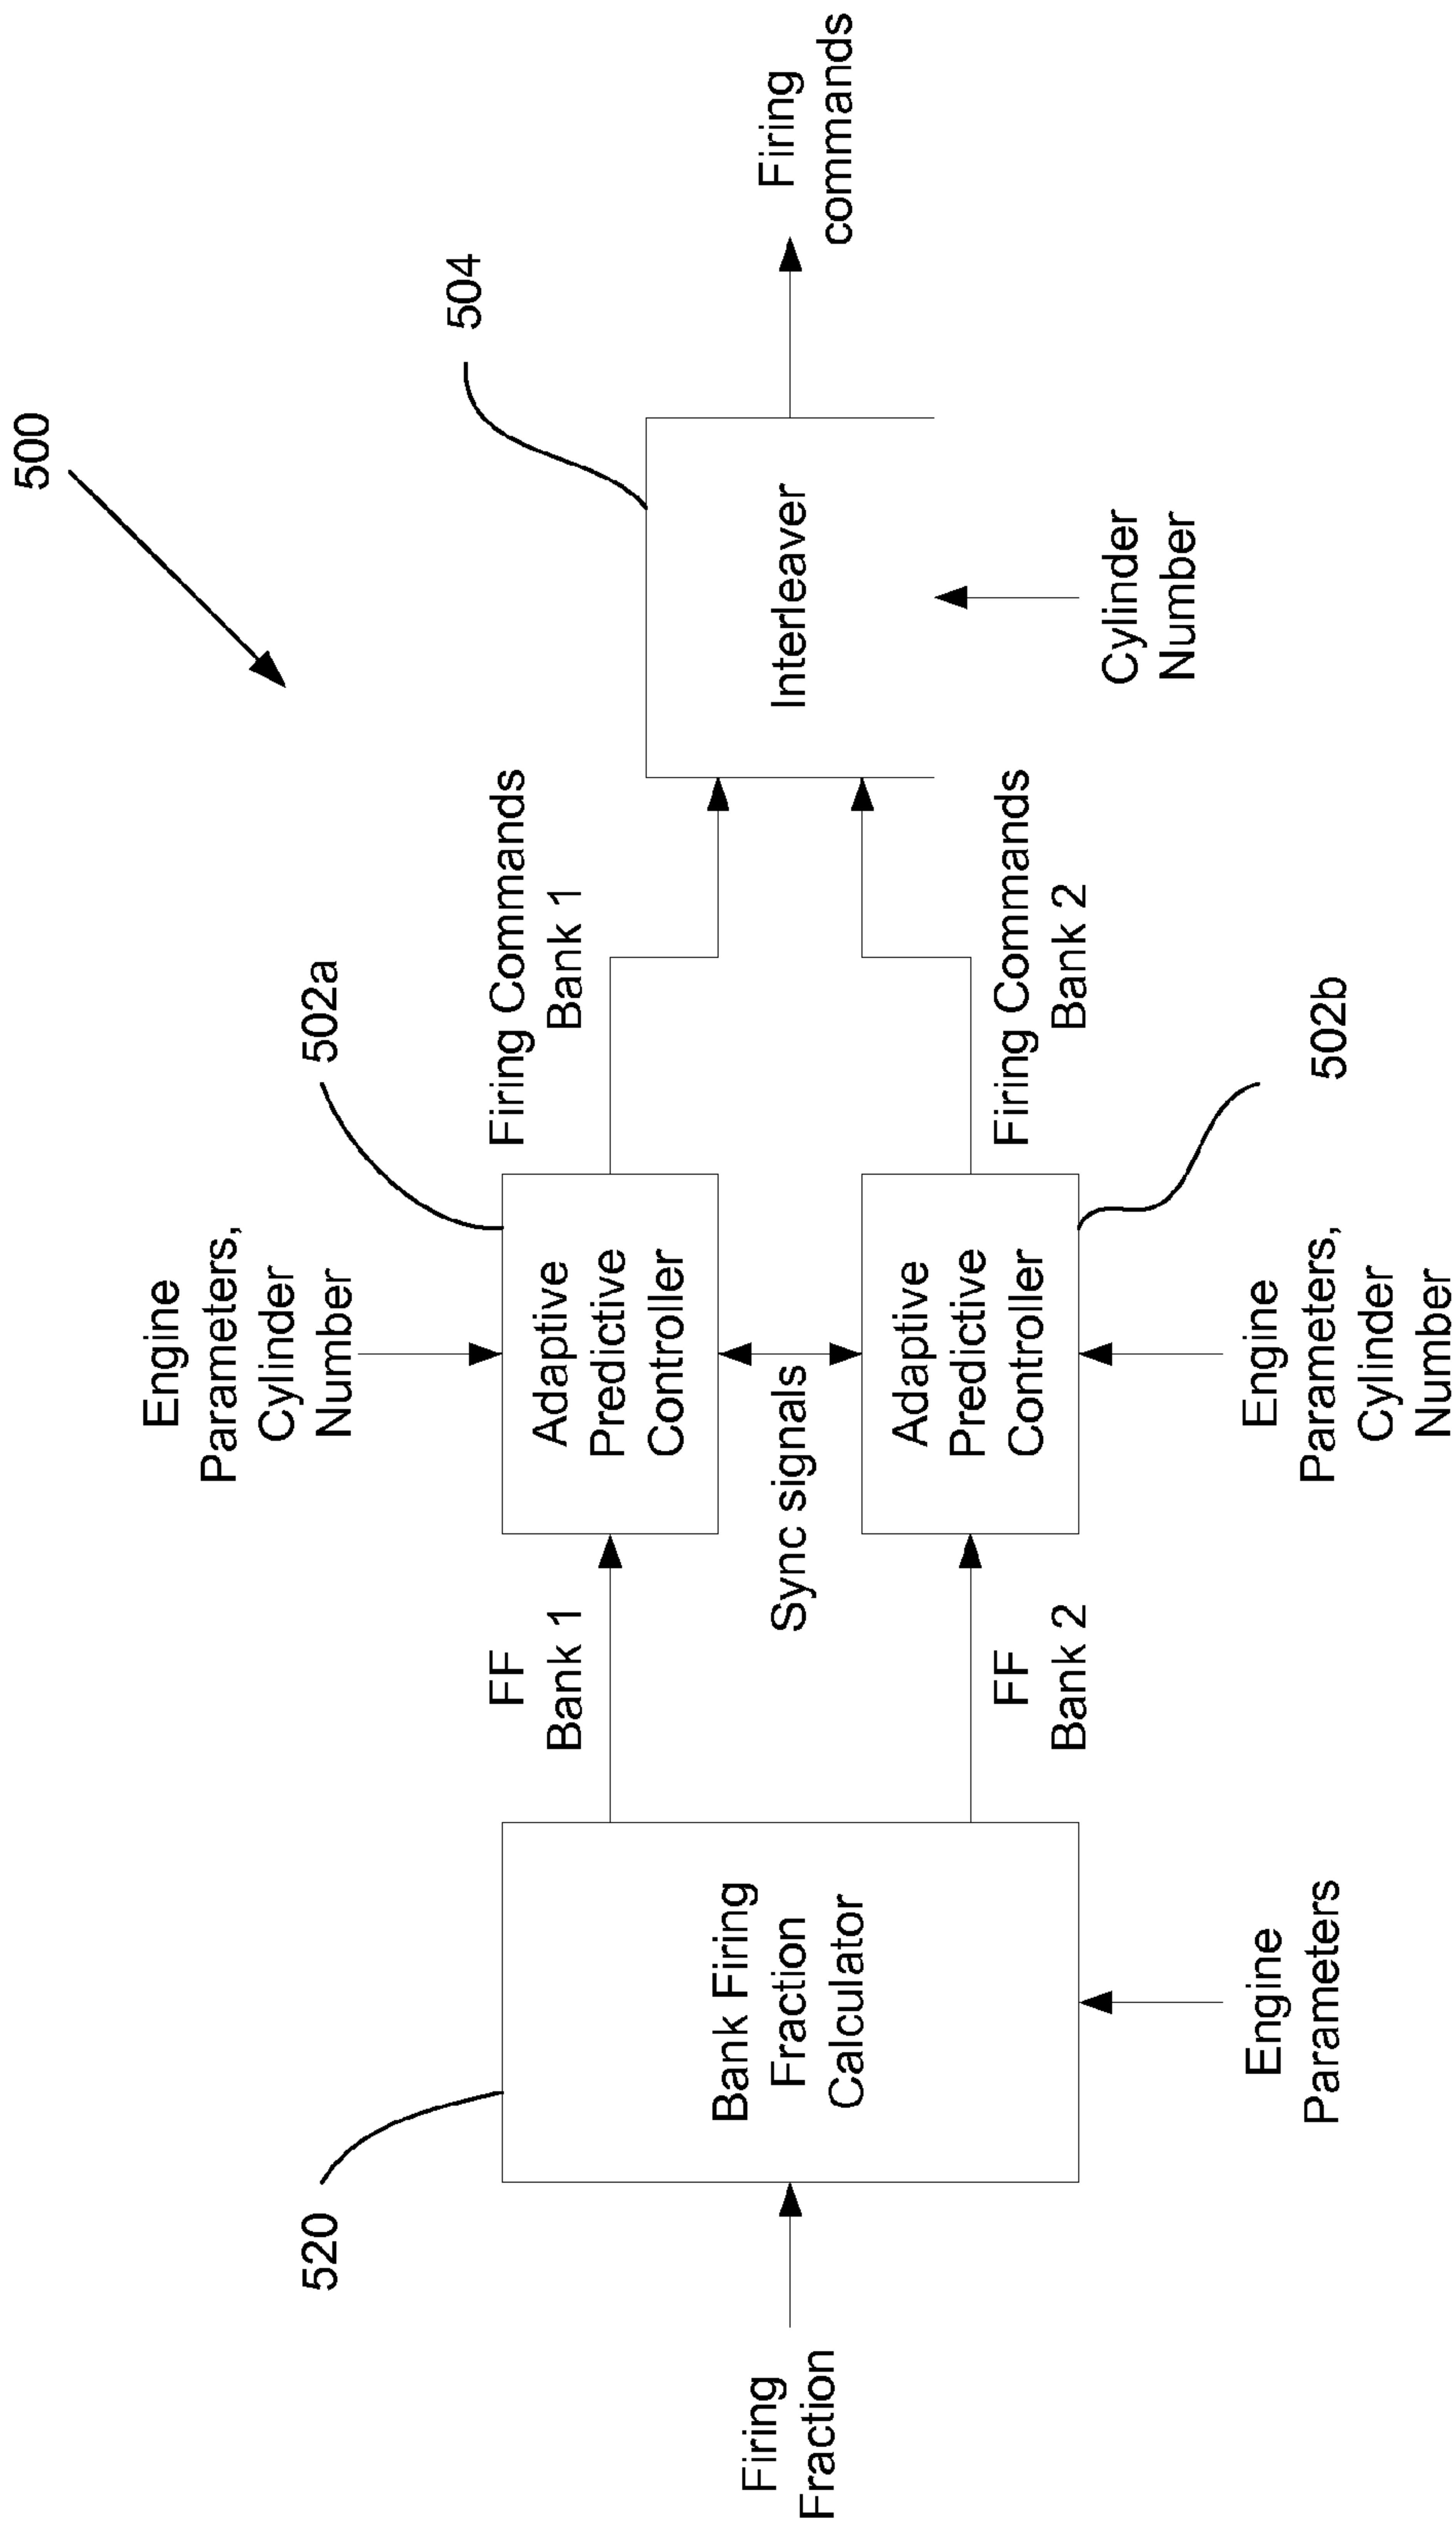 500
Firing
Fraction
520
Bank Firing
Fraction
Calculator
Engine
Parameters
FF
Bank 1
FF
Bank 2
Engine
Parameters,
Cylinder
Number
502a
Adaptive
Predictive
Controller
Sync signals
Adaptive
Predictive
Controller
502b
Engine
Parameters,
Cylinder
Number
Firing Commands
Bank 1
Firing Commands
Bank 2
504
Interleaver
Cylinder
Number
Firing
commands